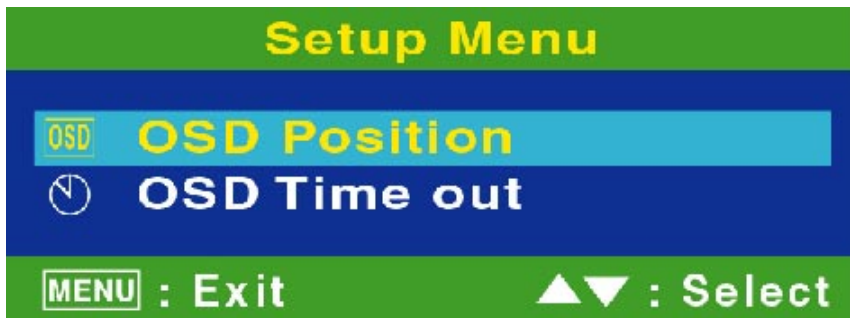 Setup Menu
OSD OSD Position
OSD Time out
MENU : Exit ▲▼ : Select